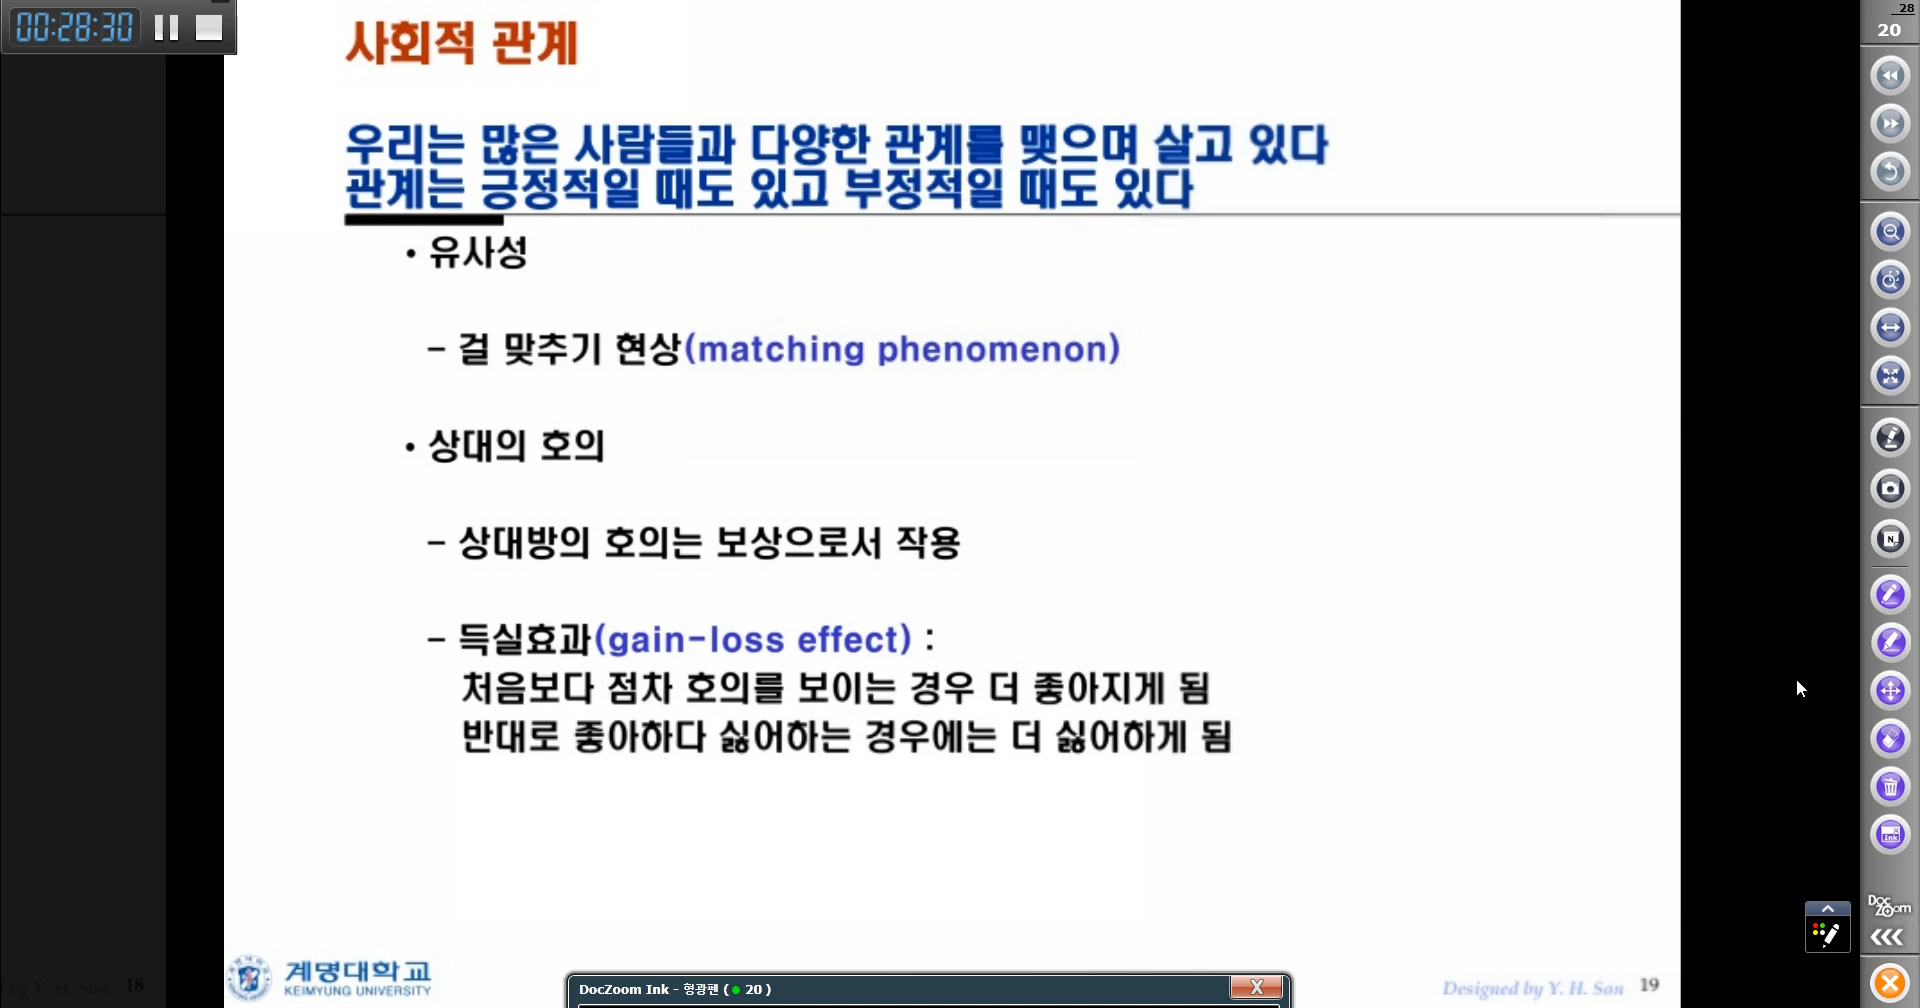 00:28:30
28
20
사회적 관계
우리는 많은 사람들과 다양한 관계를 맺으며 살고 있다
관계는 긍정적일 때도 있고 부정적일 때도 있다
• 유사성
– 걸 맞추기 현상(matching phenomenon)
• 상대의 호의
– 상대방의 호의는 보상으로서 작용
– 득실효과(gain-loss effect) :
처음보다 점차 호의를 보이는 경우 더 좋아지게 됨
반대로 좋아하다 싫어하는 경우에는 더 싫어하게 됨
계명대학교
KEIMYUNG UNIVERSITY
by Y. H. Son 18
DocZoom Ink - 형광펜 ( ● 20 )
Designed by Y. H. Son 19
N
Ink
DocZoom